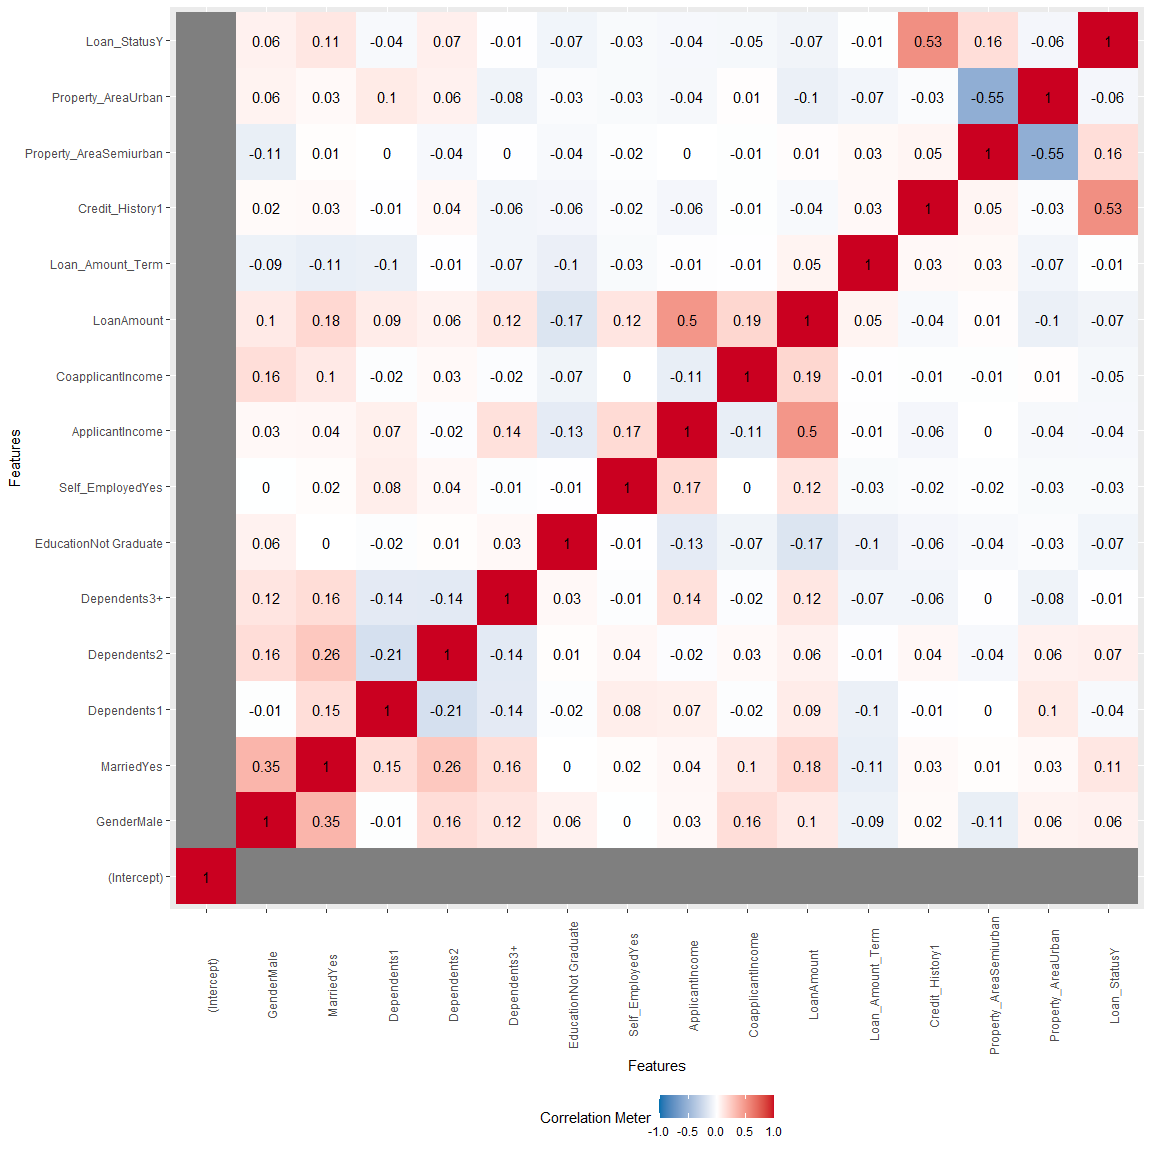 Loan_StatusY 0.06 0.11 -0.04 0.07 -0.01 -0.07 -0.03 -0.04 -0.05 -0.07 -0.01 0.53 0.16 -0.06 1
Property_AreaUrban 0.06 0.03 0.1 0.06 -0.08 -0.03 -0.03 -0.04 0.01 -0.1 -0.07 -0.03 -0.55 1 -0.06
Property_AreaSemiurban -0.11 0.01 0 -0.04 0 -0.04 -0.02 0 -0.01 0.01 0.03 0.05 1 -0.55 0.16
Credit_History1 0.02 0.03 -0.01 0.04 -0.06 -0.06 -0.02 -0.06 -0.01 -0.04 0.03 1 0.05 -0.03 0.53
Loan_Amount_Term -0.09 -0.11 -0.1 -0.01 -0.07 -0.1 -0.03 -0.01 -0.01 0.05 1 0.03 0.03 -0.07 -0.01
LoanAmount 0.1 0.18 0.09 0.06 0.12 -0.17 0.12 0.5 0.19 1 0.05 -0.04 0.01 -0.1 -0.07
CoapplicantIncome 0.16 0.1 -0.02 0.03 -0.02 -0.07 0 -0.11 1 0.19 -0.01 -0.01 -0.01 0.01 -0.05
ApplicantIncome 0.03 0.04 0.07 -0.02 0.14 -0.13 0.17 1 -0.11 0.5 -0.01 -0.06 0 -0.04 -0.04
Self_EmployedYes 0 0.02 0.08 0.04 -0.01 -0.01 1 0.17 0 0.12 -0.03 -0.02 -0.02 -0.03 -0.03
EducationNot Graduate 0.06 0 -0.02 0.01 0.03 1 -0.01 -0.13 -0.07 -0.17 -0.1 -0.06 -0.04 -0.03 -0.07
Dependents3+ 0.12 0.16 -0.14 -0.14 1 0.03 -0.01 0.14 -0.02 0.12 -0.07 -0.06 0 -0.08 -0.01
Dependents2 0.16 0.26 -0.21 1 -0.14 0.01 0.04 -0.02 0.03 0.06 -0.01 0.04 -0.04 0.06 0.07
Dependents1 -0.01 0.15 1 -0.21 -0.14 -0.02 0.08 0.07 -0.02 0.09 -0.1 -0.01 0 0.1 -0.04
MarriedYes 0.35 1 0.15 0.26 0.16 0 0.02 0.04 0.1 0.18 -0.11 0.03 0.01 0.03 0.11
GenderMale 1 0.35 -0.01 0.16 0.12 0.06 0 0.03 0.16 0.1 -0.09 0.02 -0.11 0.06 0.06
(Intercept) 1
Features
(Intercept)
GenderMale
MarriedYes
Dependents1
Dependents2
Dependents3+
EducationNot Graduate
Self_EmployedYes
ApplicantIncome
CoapplicantIncome
LoanAmount
Loan_Amount_Term
Credit_History1
Property_AreaSemiurban
Property_AreaUrban
Loan_StatusY
Features
Correlation Meter
-1.0 -0.5 0.0 0.5 1.0